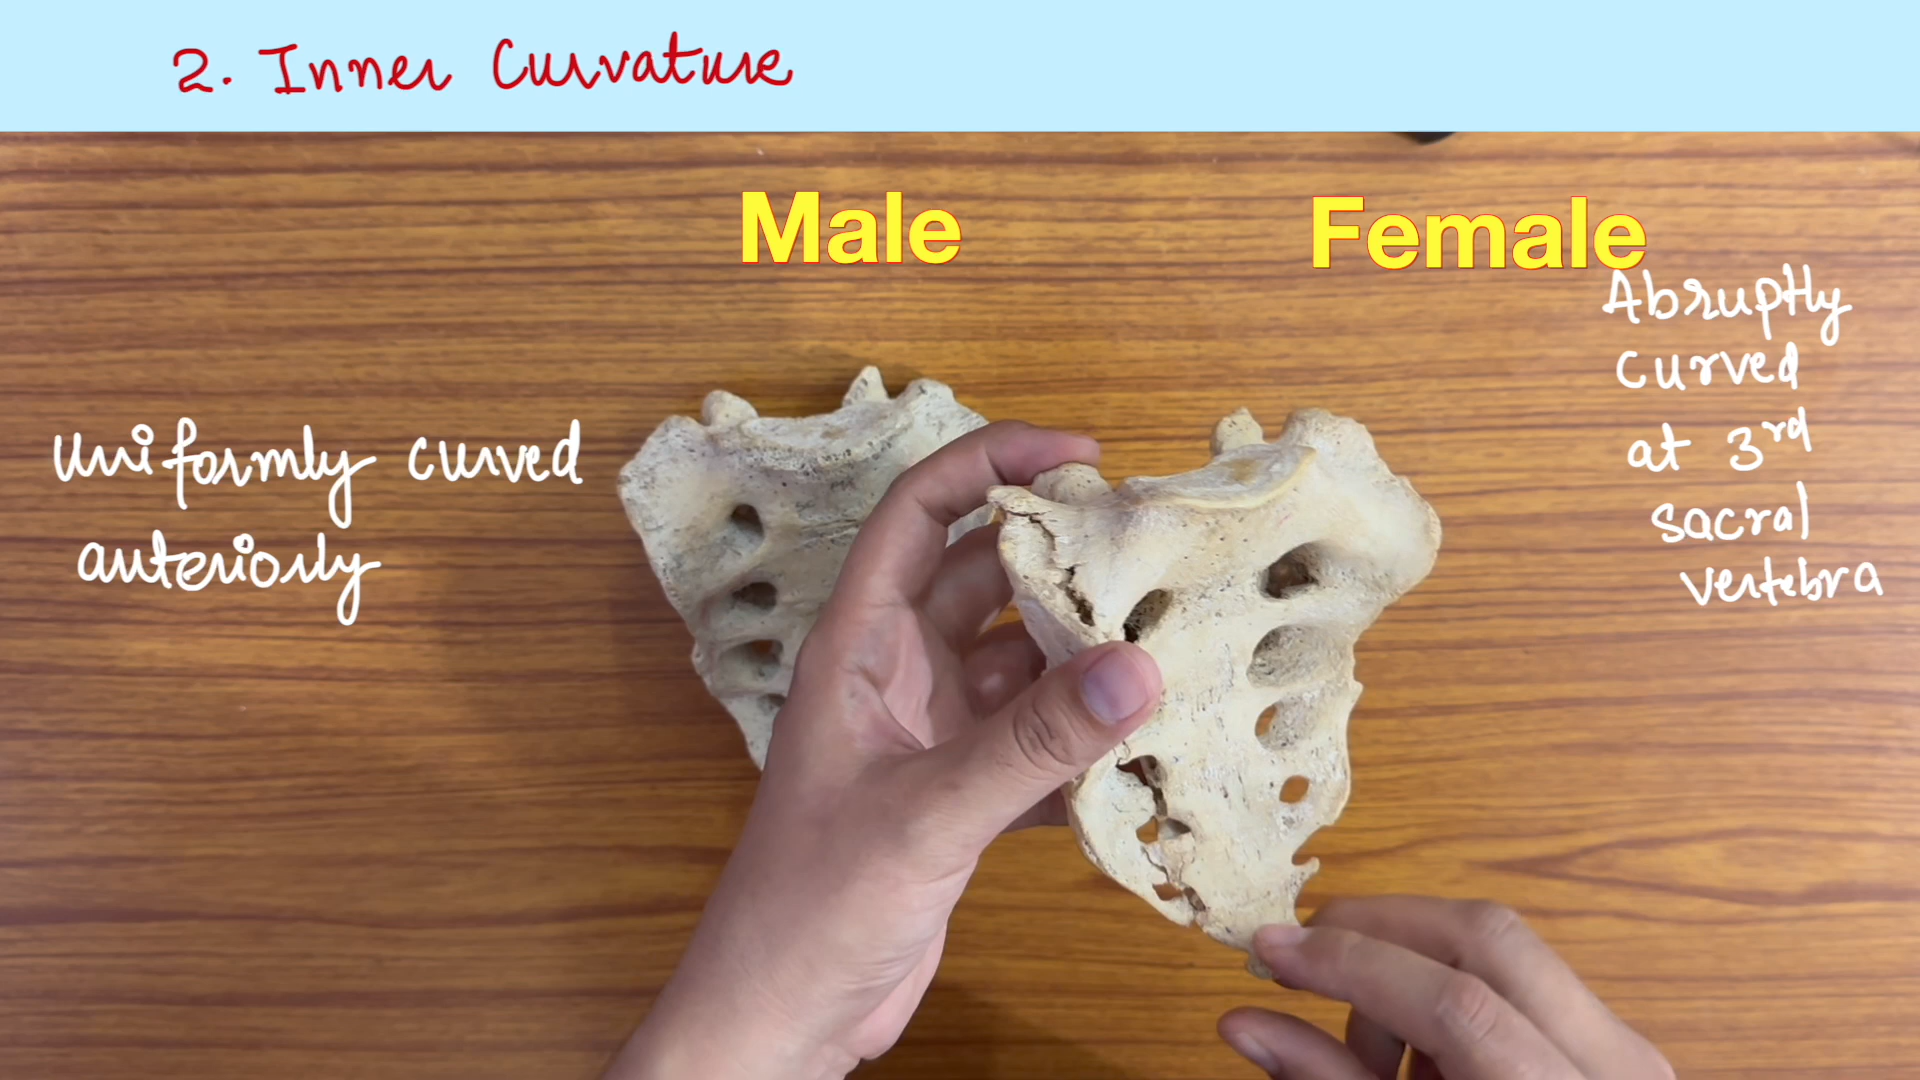 2. Inner Curvature
Male
Female
Uniformly curved
anteriorly
Abruptly
curved
at 3rd
sacral
vertebra